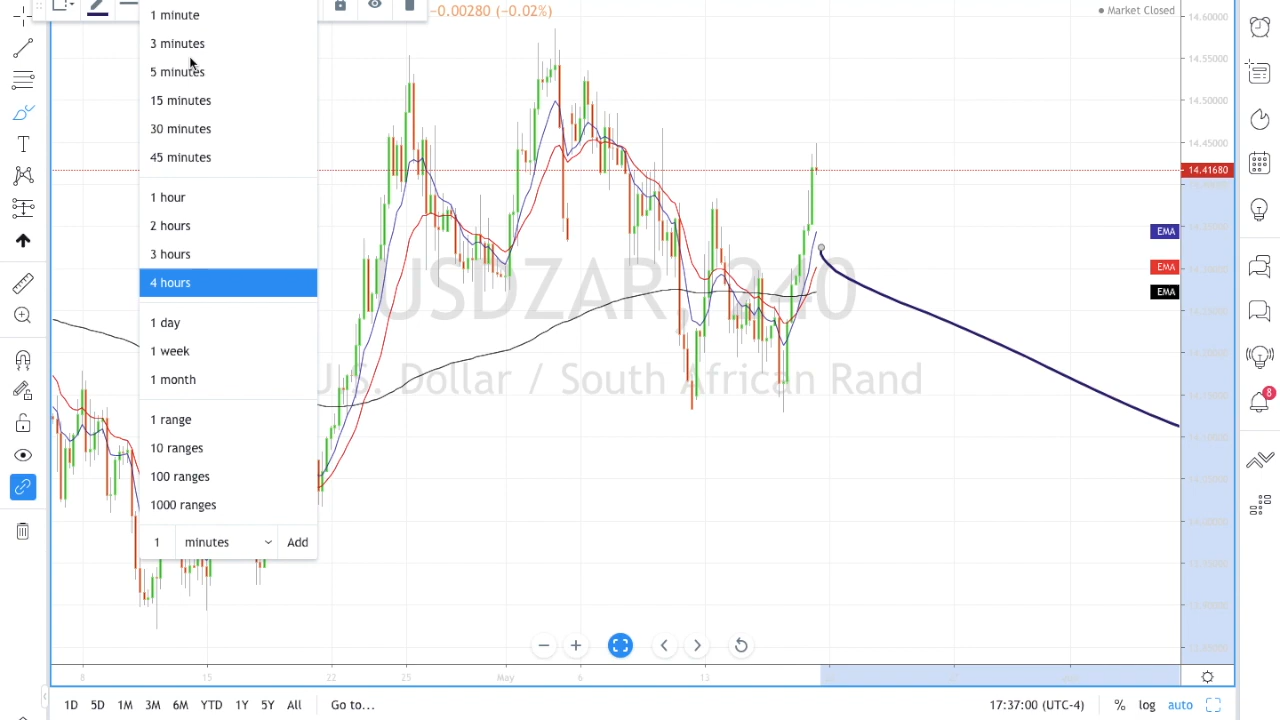 1 minute
−0.00280 (−0.02%)
Market Closed
3 minutes
5 minutes
15 minutes
30 minutes
45 minutes
1 hour
2 hours
3 hours
4 hours
1 day
1 week
1 month
1 range
10 ranges
100 ranges
1000 ranges
1
minutes
Add
USDZAR, 240
U.S. Dollar / South African Rand
14.60000
14.55000
14.50000
14.45000
14.41680
EMA
EMA
EMA
8
8
15
22
25
May
6
13
1D
5D
1M
3M
6M
YTD
1Y
5Y
All
Go to...
17:37:00 (UTC-4)
%
log
auto